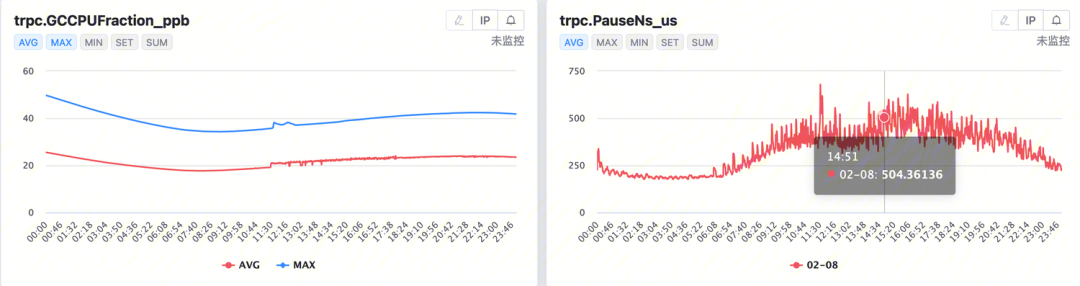 trpc.GCCPUFraction_ppb
IP
AVG MAX MIN SET SUM
未监控
60
40
20
0
00:00 00:46 01:32 02:18 03:04 03:50 04:36 05:22 06:08 06:54 07:40 08:26 09:12 09:58 10:44 11:30 12:16 13:02 13:48 14:34 15:20 16:06 16:52 17:38 18:24 19:10 19:56 20:42 21:28 22:14 23:00 23:46
AVG MAX
trpc.PauseNs_us
IP
AVG MAX MIN SET SUM
未监控
750
500
250
0
14:51
02-08: 504.36136
00:00 00:46 01:32 02:18 03:04 03:50 04:36 05:22 06:08 06:54 07:40 08:26 09:12 09:58 10:44 11:30 12:16 13:02 13:48 14:34 15:20 16:06 16:52 17:38 18:24 19:10 19:56 20:42 21:28 22:14 23:00 23:46
02-08